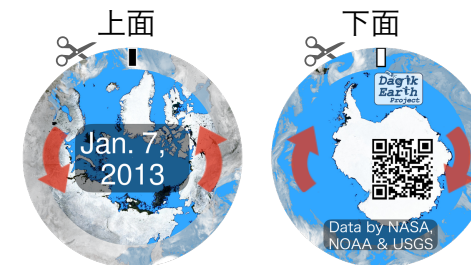 上面
下面
Jan. 7,
2013
Dagik
Earth
Project
Data by NASA,
NOAA & USGS